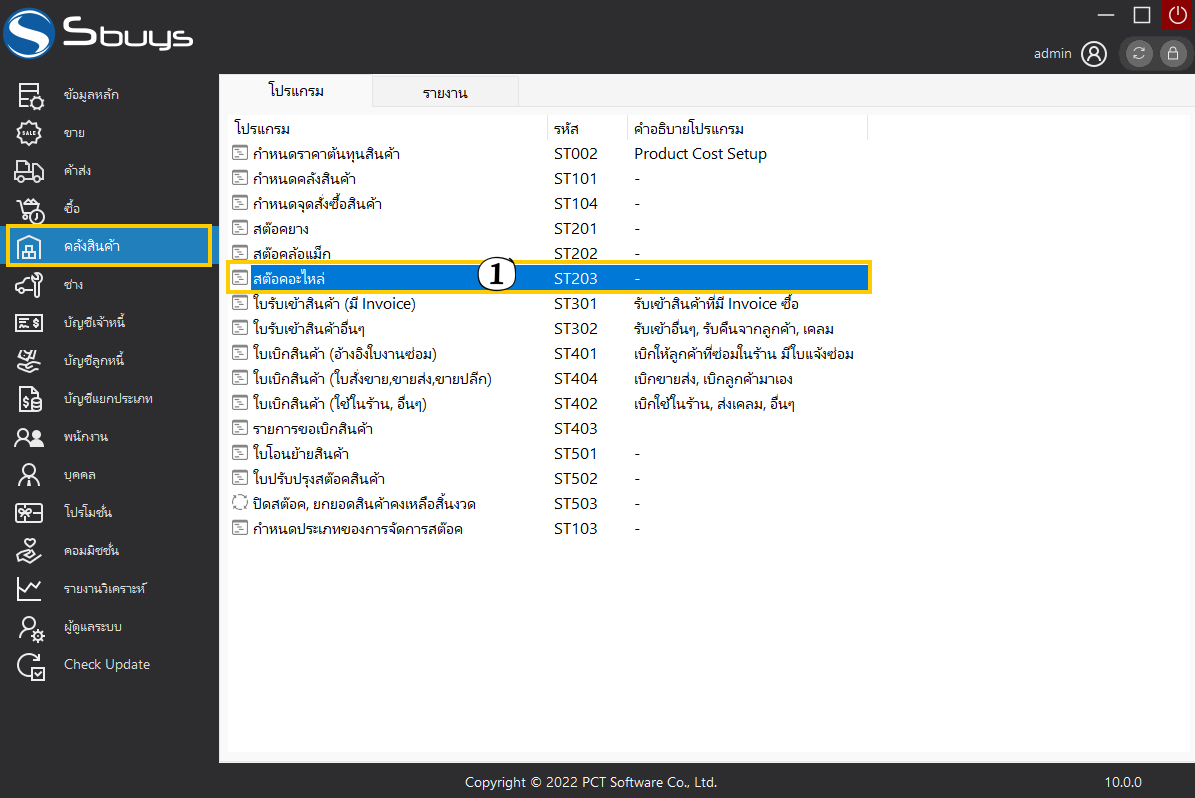 Sbuys
admin
ข้อมูลหลัก
ขาย
ค้าส่ง
ซื้อ
คลังสินค้า
ช่าง
บัญชีเจ้าหนี้
บัญชีลูกหนี้
บัญชีแยกประเภท
พนักงาน
บุคคล
โปรโมชั่น
คอมมิชชั่น
รายงานวิเคราะห์
ผู้ดูแลระบบ
Check Update
โปรแกรม รายงาน
โปรแกรม รหัส คำอธิบายโปรแกรม
กำหนดราคาต้นทุนสินค้า ST002 Product Cost Setup
กำหนดคลังสินค้า ST101 -
กำหนดจุดสั่งซื้อสินค้า ST104 -
สต๊อคยาง ST201 -
สต๊อคล้อแม็ก ST202 -
สต๊อคอะไหล่ 1 ST203 -
ใบรับเข้าสินค้า (มี Invoice) ST301 รับเข้าสินค้าที่มี Invoice ซื้อ
ใบรับเข้าสินค้าอื่นๆ ST302 รับเข้าอื่นๆ, รับคืนจากลูกค้า, เคลม
ใบเบิกสินค้า (อ้างอิงใบงานซ่อม) ST401 เบิกให้ลูกค้าที่ซ่อมในร้าน มีใบแจ้งซ่อม
ใบเบิกสินค้า (ใบสั่งขาย,ขายส่ง,ขายปลีก) ST404 เบิกขายส่ง, เบิกลูกค้ามาเอง
ใบเบิกสินค้า (ใช้ในร้าน, อื่นๆ) ST402 เบิกใช้ในร้าน, ส่งเคลม, อื่นๆ
รายการขอเบิกสินค้า ST403
ใบโอนย้ายสินค้า ST501 -
ใบปรับปรุงสต๊อคสินค้า ST502 -
ปิดสต๊อค, ยกยอดสินค้าคงเหลือสิ้นงวด ST503 -
กำหนดประเภทของการจัดการสต๊อค ST103 -
Copyright © 2022 PCT Software Co., Ltd. 10.0.0